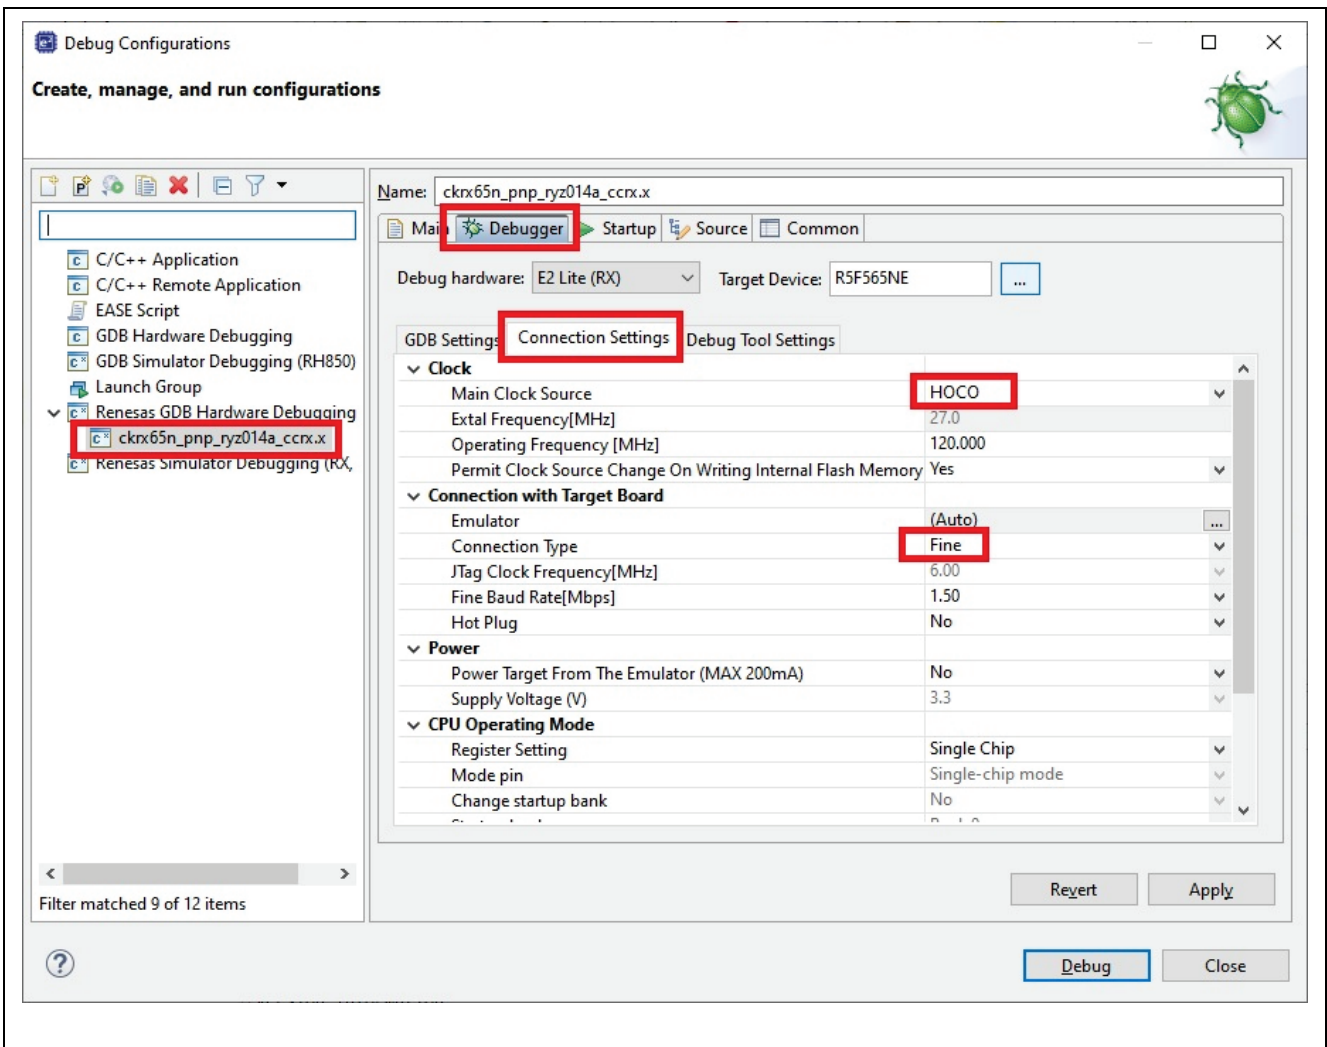 Debug Configurations
Create, manage, and run configurations
Name: ckrx65n_pnp_ryz014a_ccrx.x
Main Debugger Startup Source Common
C/C++ Application
C/C++ Remote Application
EASE Script
GDB Hardware Debugging
GDB Simulator Debugging (RH850)
Launch Group
Renesas GDB Hardware Debugging
ckrx65n_pnp_ryz014a_ccrx.x
Renesas Simulator Debugging (RX,
Filter matched 9 of 12 items
Debug hardware: E2 Lite (RX) Target Device: R5F565NE ...
GDB Settings Connection Settings Debug Tool Settings
Clock
Main Clock Source HOCO
Extal Frequency[MHz] 27.0
Operating Frequency [MHz] 120.000
Permit Clock Source Change On Writing Internal Flash Memory Yes
Connection with Target Board
Emulator (Auto) ...
Connection Type Fine
JTag Clock Frequency[MHz] 6.00
Fine Baud Rate[Mbps] 1.50
Hot Plug No
Power
Power Target From The Emulator (MAX 200mA) No
Supply Voltage (V) 3.3
CPU Operating Mode
Register Setting Single Chip
Mode pin Single-chip mode
Change startup bank No
Revert Apply
Debug Close